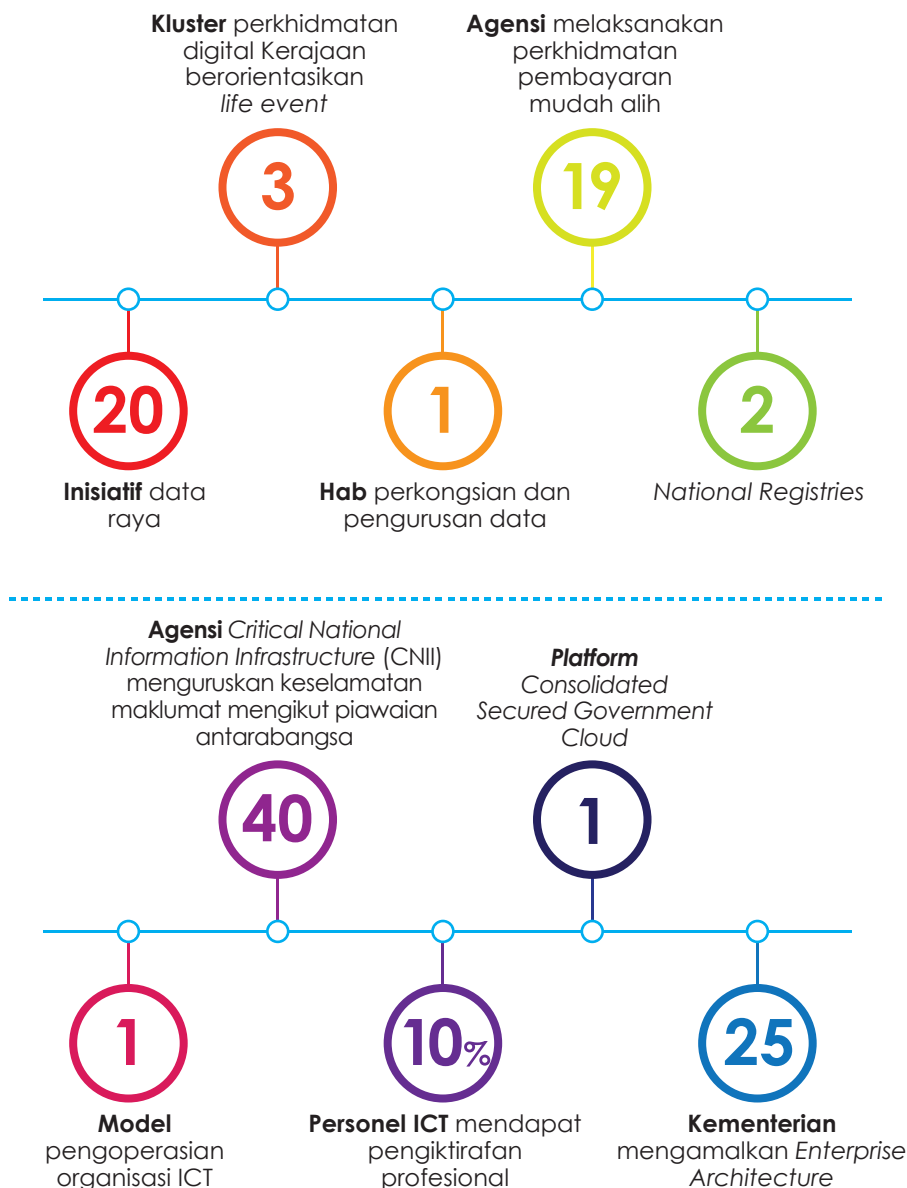 Kluster perkhidmatan
digital Kerajaan
berorientasikan
life event
3
Agensi melaksanakan
perkhidmatan
pembayaran
mudah alih
19
20
Inisiatif data
raya
1
Hab perkongsian dan
pengurusan data
2
National Registries
Agensi Critical National
Information Infrastructure (CNII)
menguruskan keselamatan
maklumat mengikut piawaian
antarabangsa
40
Platform
Consolidated
Secured Government
Cloud
1
1
Model
pengoperasian
organisasi ICT
10%
Personel ICT mendapat
pengiktirafan
profesional
25
Kementerian
mengamalkan Enterprise
Architecture